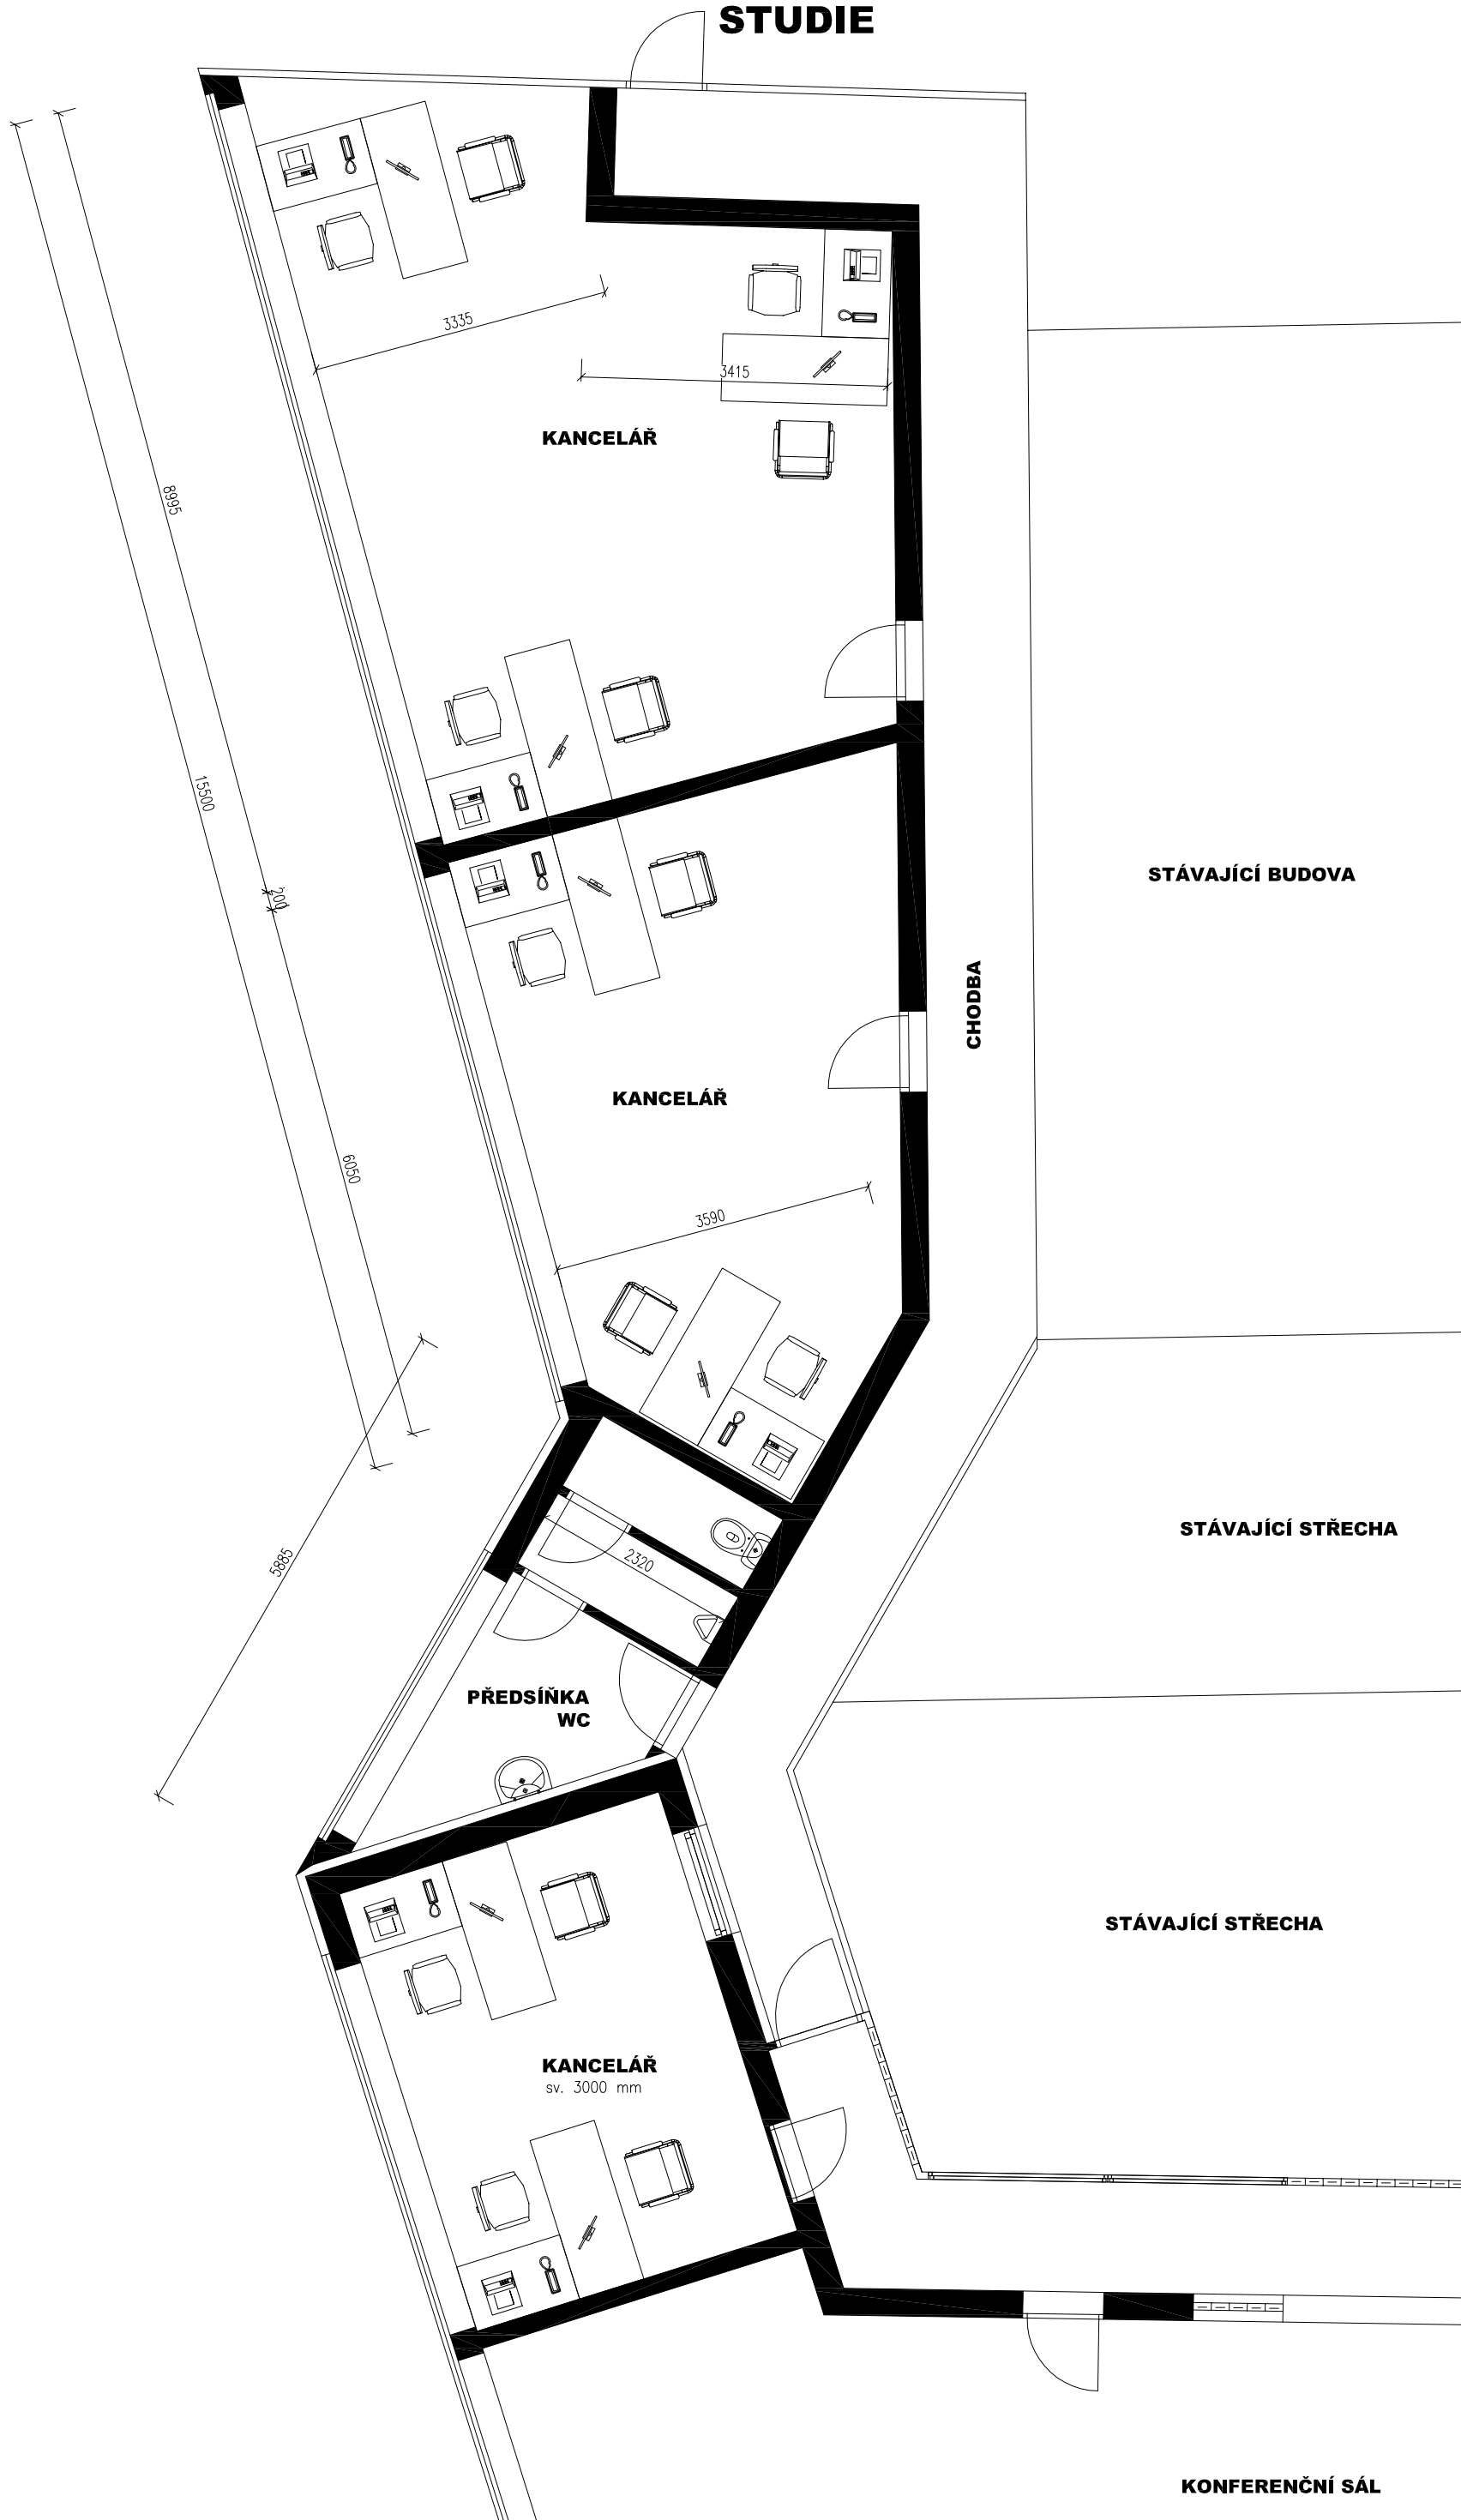 STUDIE
3335
3415
KANCELÁŘ
8995
15500
200
STÁVAJÍCÍ BUDOVA
CHODBA
KANCELÁŘ
6050
3590
STÁVAJÍCÍ STŘECHA
5885
2320
PŘEDSÍŇKA
WC
STÁVAJÍCÍ STŘECHA
KANCELÁŘ
sv. 3000 mm
KONFERENČNÍ SÁL